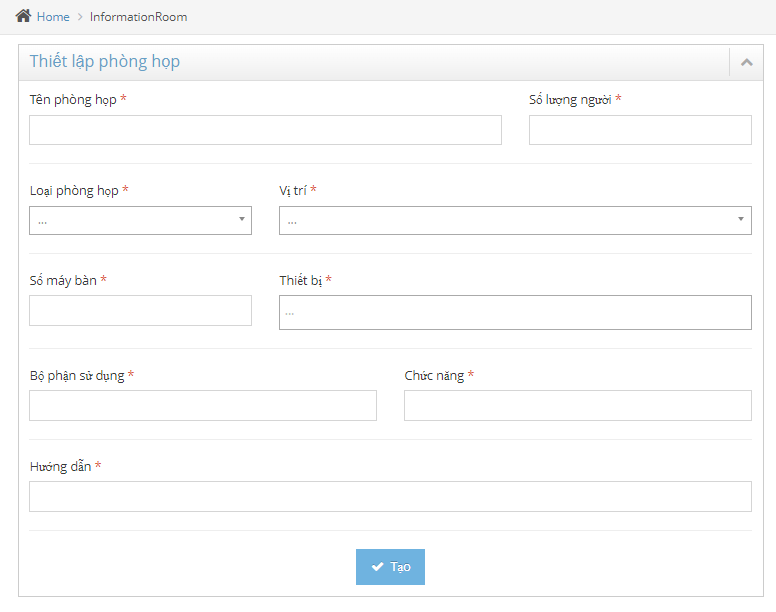 Home > InformationRoom
Thiết lập phòng họp
Tên phòng họp * Số lượng người *
Loại phòng họp * Vị trí *
... ...
Số máy bàn * Thiết bị *
...
Bộ phận sử dụng * Chức năng *
Hướng dẫn *
Tạo